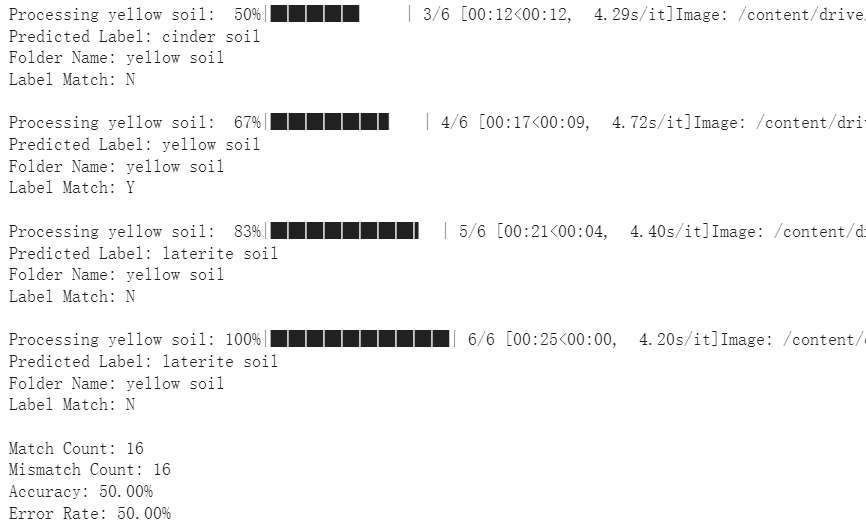 Processing yellow soil:  50%|█████     | 3/6 [00:12<00:12,  4.29s/it]Image: /content/drive/
Predicted Label: cinder soil
Folder Name: yellow soil
Label Match: N
Processing yellow soil:  67%|██████▋   | 4/6 [00:17<00:09,  4.72s/it]Image: /content/driv
Predicted Label: yellow soil
Folder Name: yellow soil
Label Match: Y
Processing yellow soil:  83%|████████▎ | 5/6 [00:21<00:04,  4.40s/it]Image: /content/d
Predicted Label: laterite soil
Folder Name: yellow soil
Label Match: N
Processing yellow soil: 100%|██████████| 6/6 [00:25<00:00,  4.20s/it]Image: /content/
Predicted Label: laterite soil
Folder Name: yellow soil
Label Match: N
Match Count: 16
Mismatch Count: 16
Accuracy: 50.00%
Error Rate: 50.00%